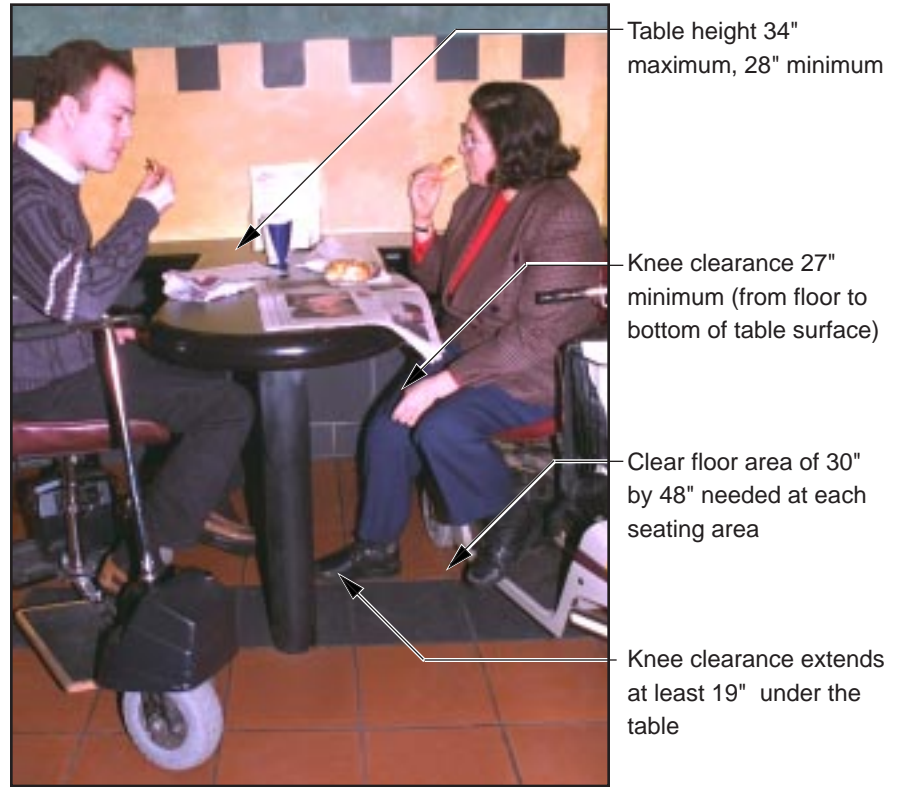 Table height 34"
maximum, 28" minimum
Knee clearance 27"
minimum (from floor to
bottom of table surface)
Clear floor area of 30"
by 48" needed at each
seating area
Knee clearance extends
at least 19"  under the
table